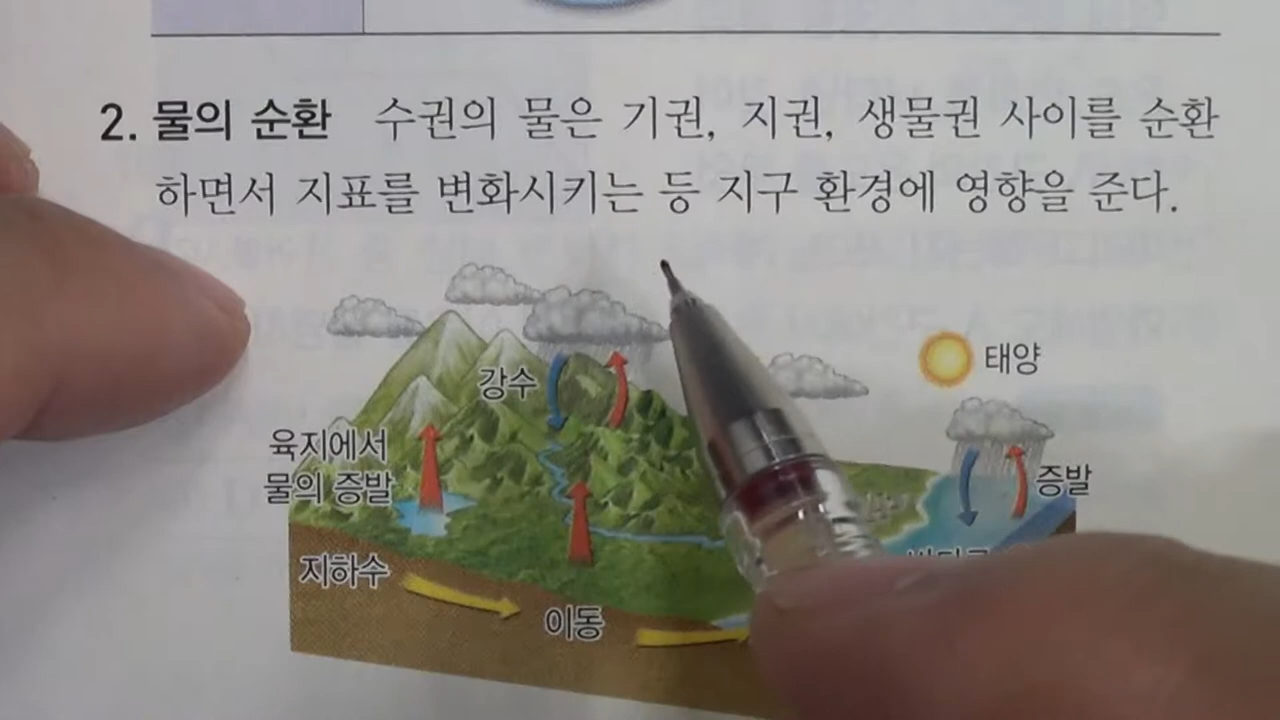 2. 물의 순환 수권의 물은 기권, 지권, 생물권 사이를 순환
하면서 지표를 변화시키는 등 지구 환경에 영향을 준다.
태양
강수
육지에서
물의 증발
증발
지하수
이동